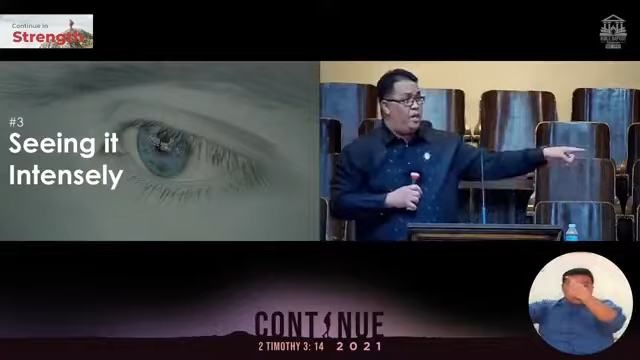 Continue in
Strength
#3
Seeing it
Intensely
CONTINUE
2 TIMOTHY 3: 14 2021